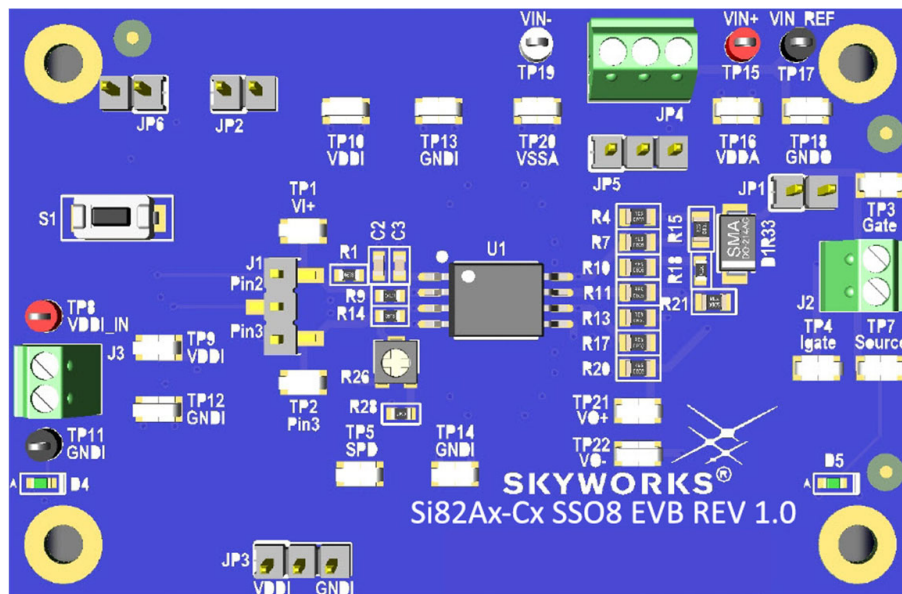 VIN-
VIN+
VIN_REF
TP19
TP15
TP17
JP6
JP2
JP4
TP10
VDDI
TP13
GNDI
TP20
VSSA
TP16
VDDA
TP18
GNDO
JP5
JP1
TP3
Gate
S1
TP1
VI+
C2
C3
R1
U1
R4
R7
R10
R11
R13
R17
R20
R15
R18
R21
SMA
DO-214AC
D1R33
J1
Pin2
Pin3
R9
R14
J2
TP4
Igate
TP7
Source
TP8
VDDI_IN
J3
TP9
VDDI
TP12
GNDI
TP11
GNDI
R26
R28
TP2
Pin3
TP5
SPD
TP14
GNDI
TP21
VO+
TP22
VO-
A
D4
A
D5
SKYWORKS®
Si82Ax-Cx SSO8 EVB REV 1.0
JP3
VDDI
GNDI